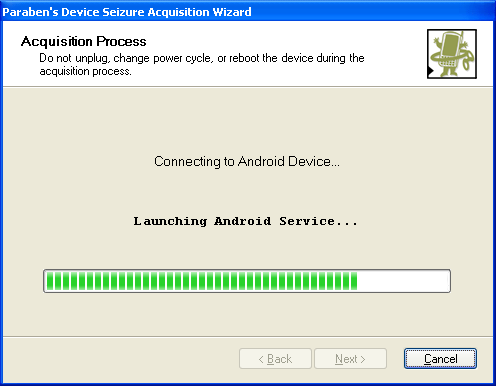 Paraben's Device Seizure Acquisition Wizard
Acquisition Process
Do not unplug, change power cycle, or reboot the device during the
acquisition process.
Connecting to Android Device...
Launching Android Service...
< Back
Next >
Cancel